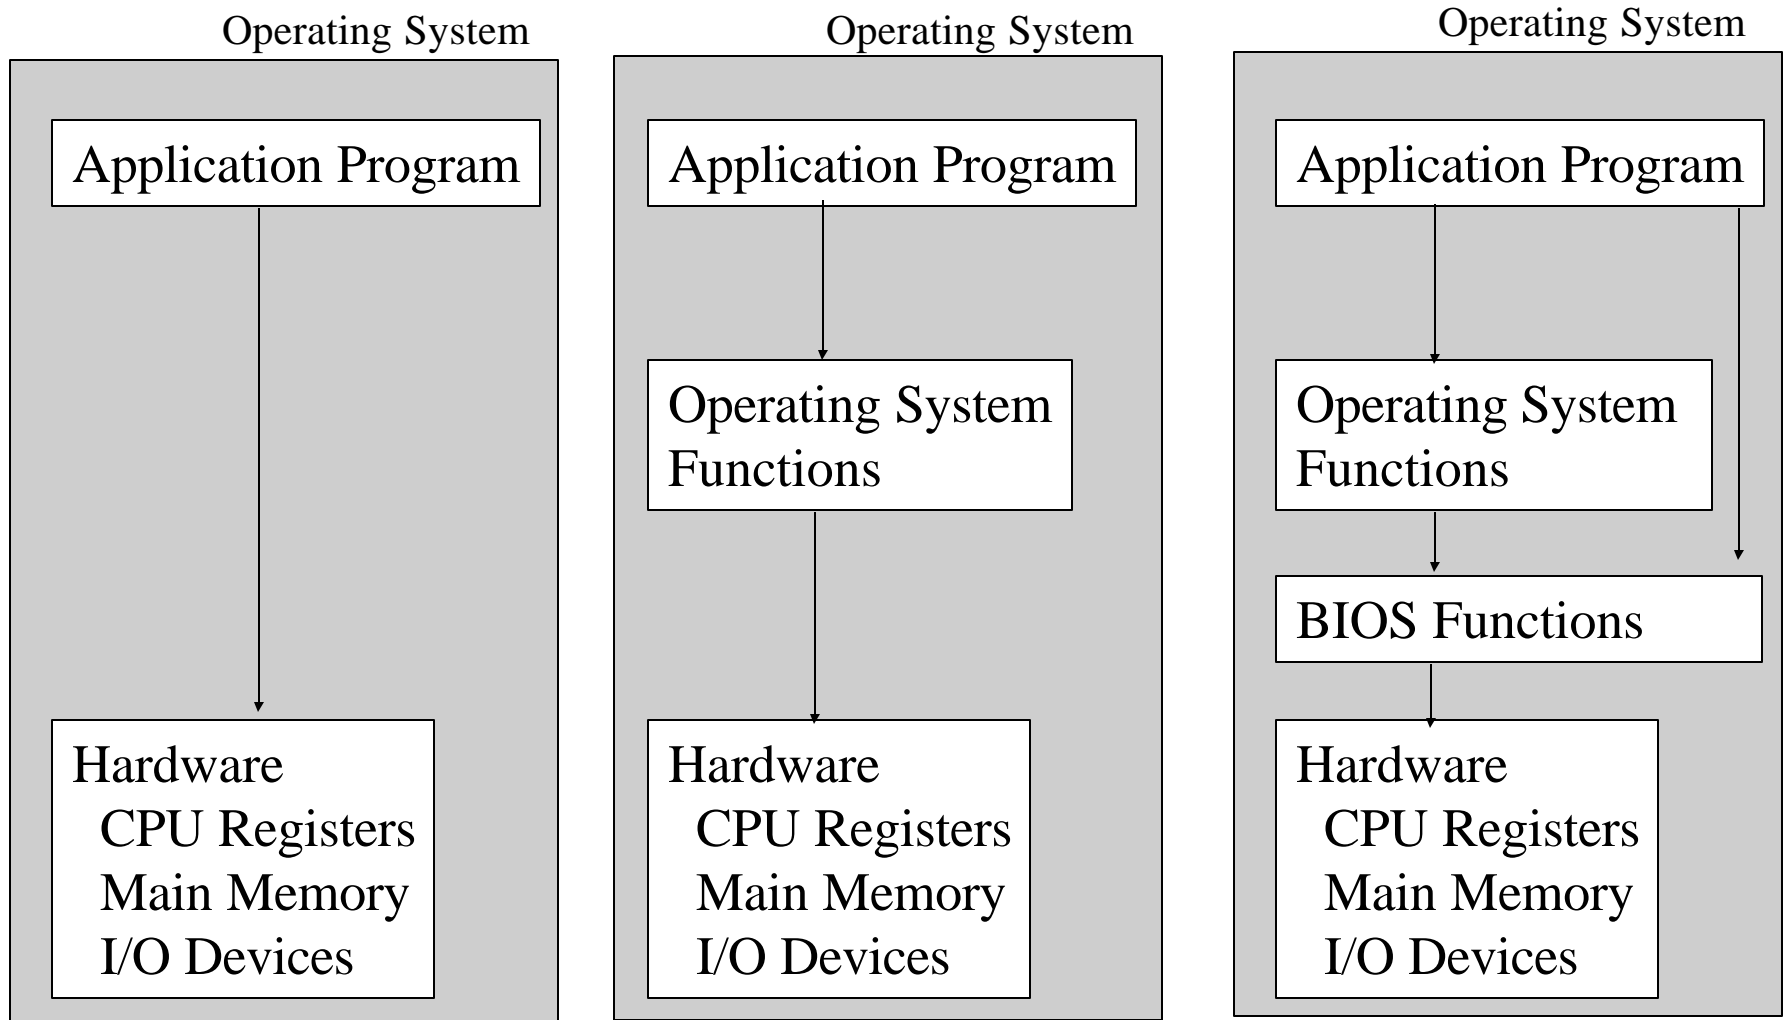 Operating System
Application Program
Hardware
CPU Registers
Main Memory
I/O Devices
Operating System
Application Program
Operating System
Functions
Hardware
CPU Registers
Main Memory
I/O Devices
Operating System
Application Program
Operating System
Functions
BIOS Functions
Hardware
CPU Registers
Main Memory
I/O Devices